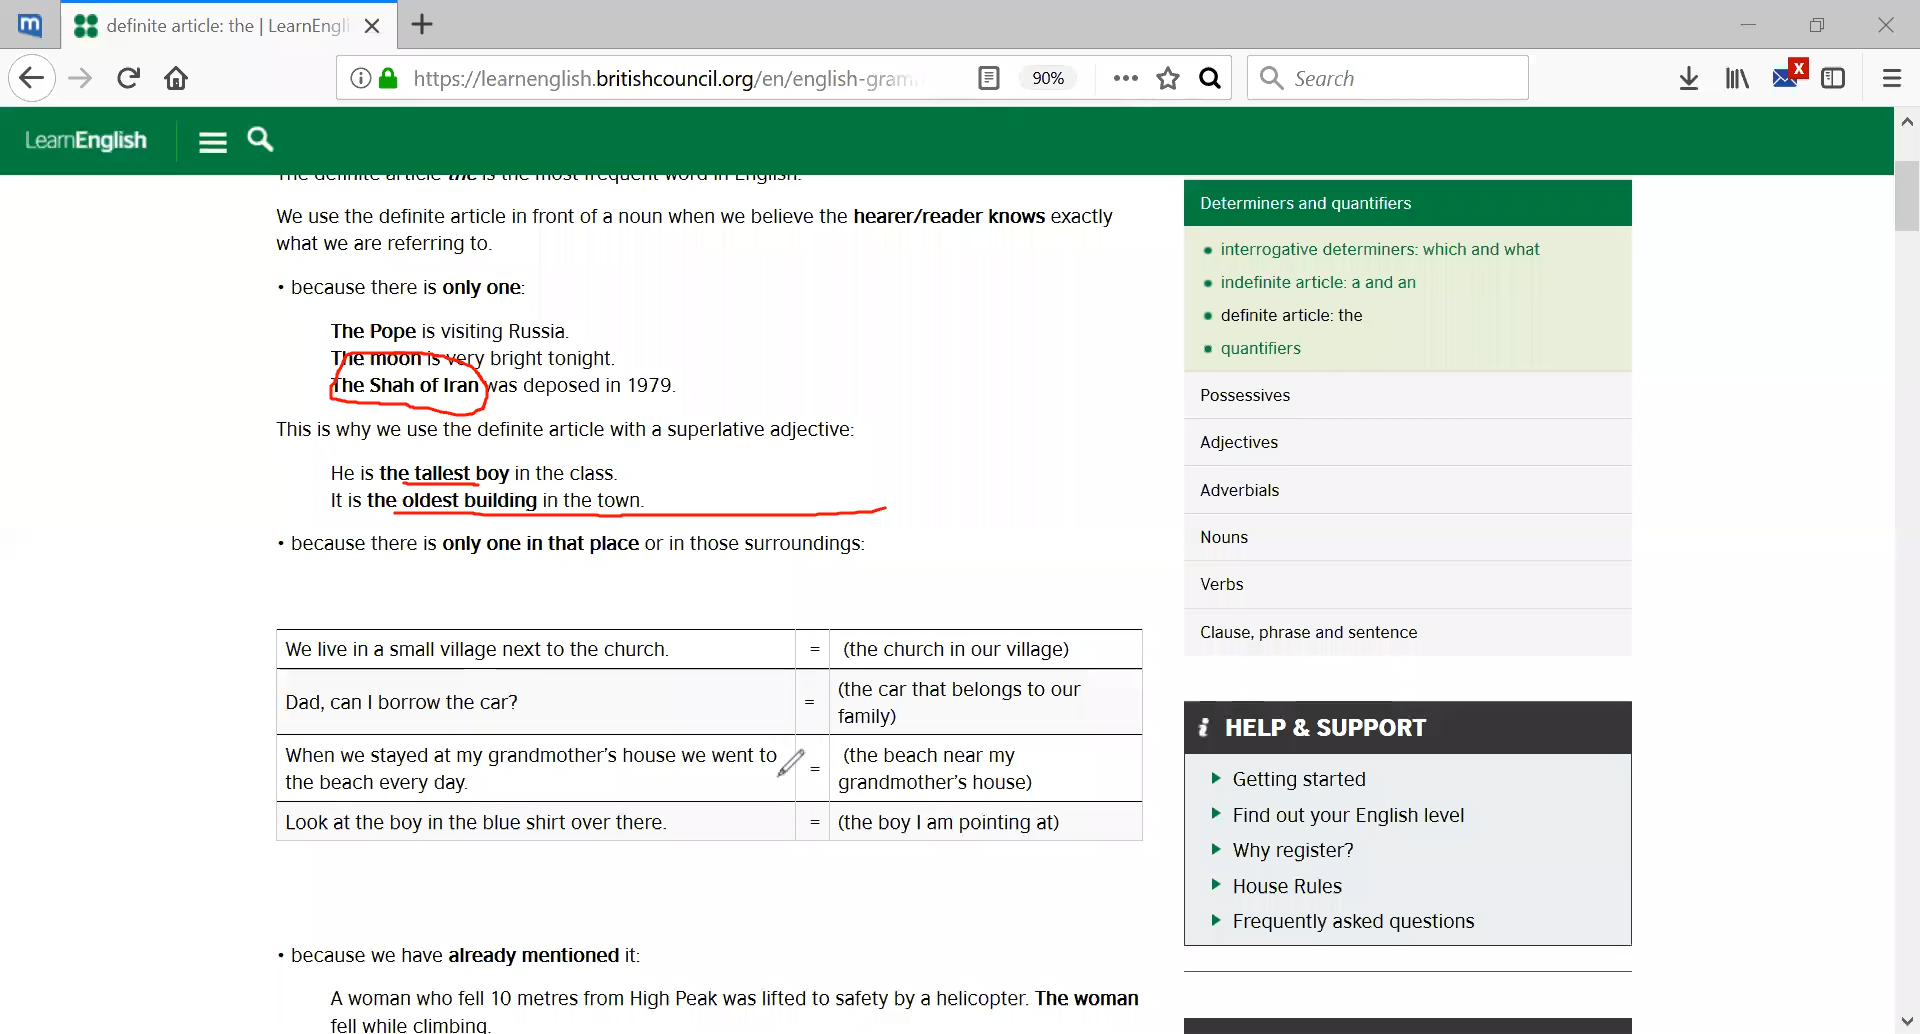 definite article: the | LearnEngli
https://learnenglish.britishcouncil.org/en/english-gram
90%
Search
X
LearnEnglish
The definite article the is the most frequent word in English.
We use the definite article in front of a noun when we believe the hearer/reader knows exactly
what we are referring to.
• because there is only one:
The Pope is visiting Russia.
The moon is very bright tonight.
The Shah of Iran was deposed in 1979.
This is why we use the definite article with a superlative adjective:
He is the tallest boy in the class.
It is the oldest building in the town.
• because there is only one in that place or in those surroundings:
We live in a small village next to the church. = (the church in our village)
Dad, can I borrow the car? = (the car that belongs to our
family)
When we stayed at my grandmother's house we went to = (the beach near my
the beach every day. grandmother's house)
Look at the boy in the blue shirt over there. = (the boy I am pointing at)
• because we have already mentioned it:
A woman who fell 10 metres from High Peak was lifted to safety by a helicopter. The woman
fell while climbing.
Determiners and quantifiers
interrogative determiners: which and what
indefinite article: a and an
definite article: the
quantifiers
Possessives
Adjectives
Adverbials
Nouns
Verbs
Clause, phrase and sentence
i HELP & SUPPORT
Getting started
Find out your English level
Why register?
House Rules
Frequently asked questions